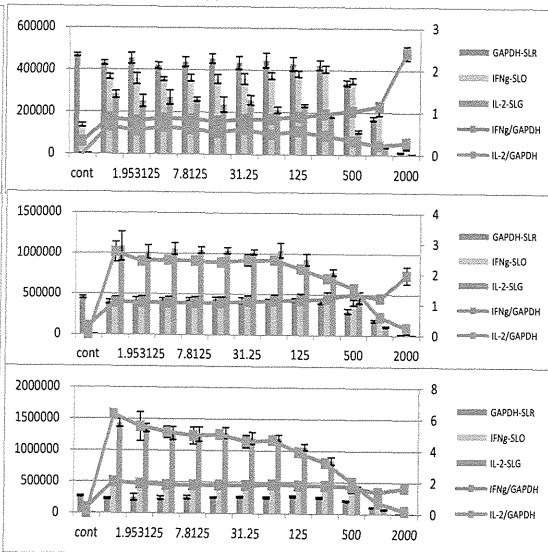 600000
400000
200000
0
3
2
1
0
cont 1.953125 7.8125 31.25 125 500 2000
GAPDH-SLR
IFNg-SLO
IL-2-SLG
IFNg/GAPDH
IL-2/GAPDH
1500000
1000000
500000
0
4
3
2
1
0
cont 1.953125 7.8125 31.25 125 500 2000
GAPDH-SLR
IFNg-SLO
IL-2-SLG
IFNg/GAPDH
IL-2/GAPDH
2000000
1500000
1000000
500000
0
8
6
4
2
0
cont 1.953125 7.8125 31.25 125 500 2000
GAPDH-SLR
IFNg-SLO
IL-2-SLG
IFNg/GAPDH
IL-2/GAPDH